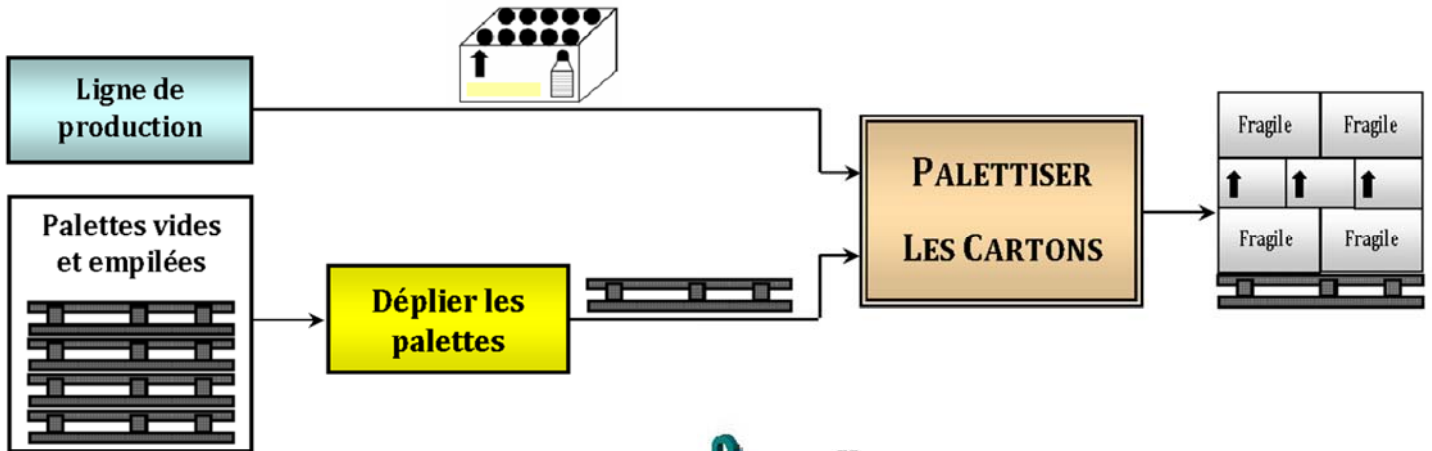 Ligne de
production
Palettes vides
et empilées
Déplier les
palettes
PALETTISER
LES CARTONS
Fragile Fragile
Fragile Fragile